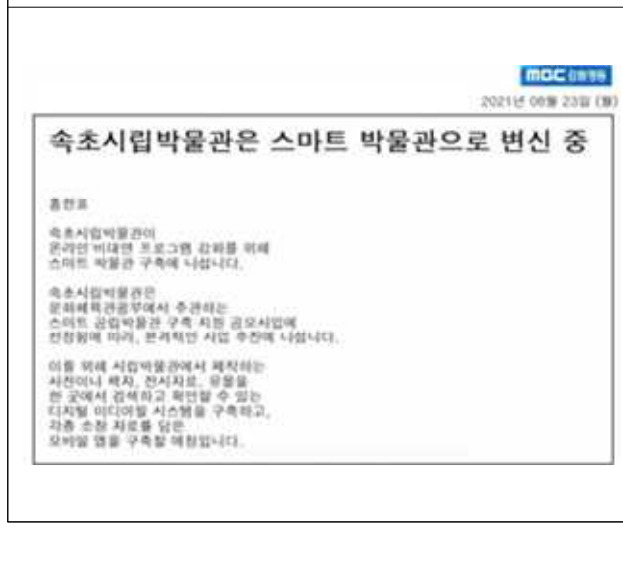 MBC강원영동
2021년 08월 23일 (월)
속초시립박물관은 스마트 박물관으로 변신 중
홍한표
속초시립박물관이
온라인 비대면 프로그램 강화를 위해
스마트 박물관 구축에 나섭니다.
속초시립박물관은
문화체육관광부에서 주관하는
스마트 공립박물관 구축 지원 공모사업에
선정됨에 따라, 본격적인 사업 추진에 나섭니다.
이를 위해 시립박물관에서 제작하는
사진이나 책자, 전시자료, 유물을
한 곳에서 검색하고 확인할 수 있는
디지털 미디어월 시스템을 구축하고,
각종 소장 자료를 담은
모바일 앱을 구축할 예정입니다.